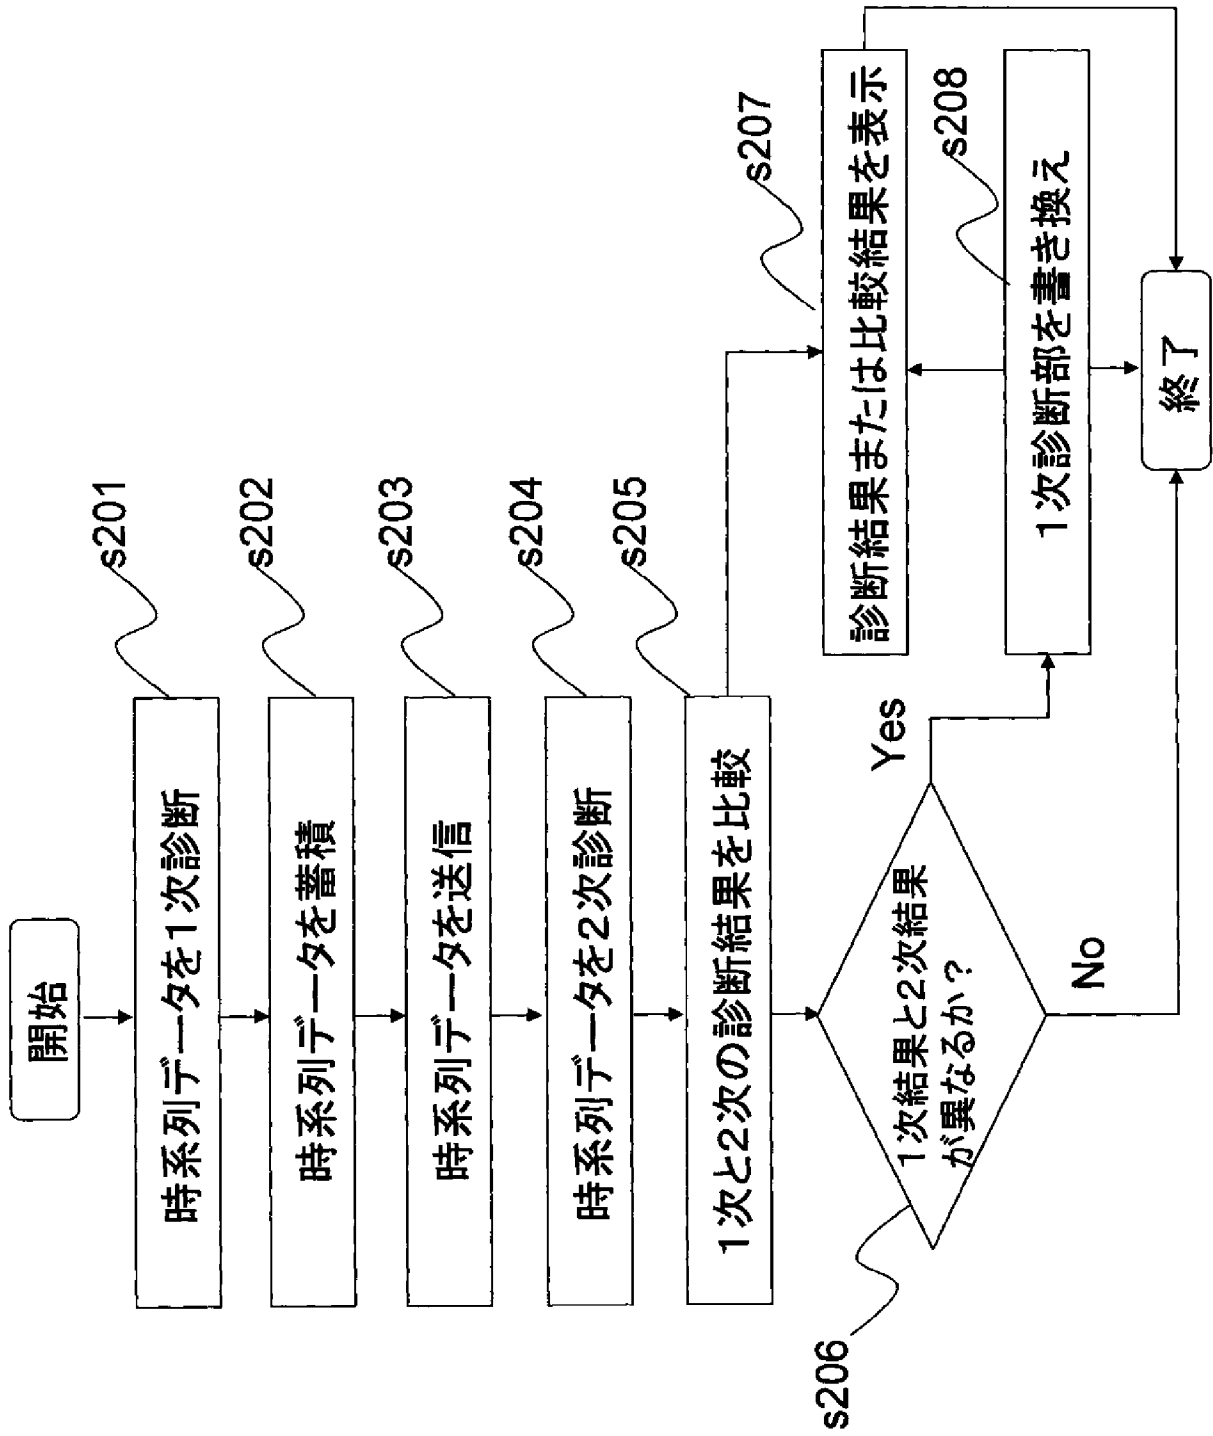 開始
時系列データを1次診断
s201
時系列データを蓄積
s202
時系列データを送信
s203
時系列データを2次診断
s204
1次と2次の診断結果を比較
s205
1次結果と2次結果
が異なるか？
s206
Yes
No
診断結果または比較結果を表示
s207
1次診断部を書き換え
s208
終了